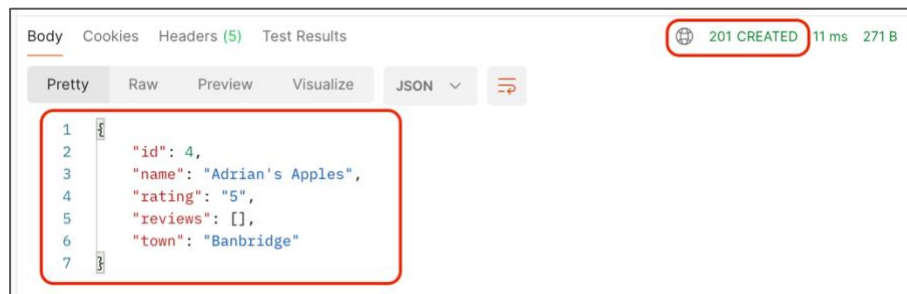 Body Cookies Headers (5) Test Results 201 CREATED 11 ms 271 B
Pretty Raw Preview Visualize JSON
1 {
2 "id": 4,
3 "name": "Adrian's Apples",
4 "rating": "5",
5 "reviews": [],
6 "town": "Banbridge"
7 }